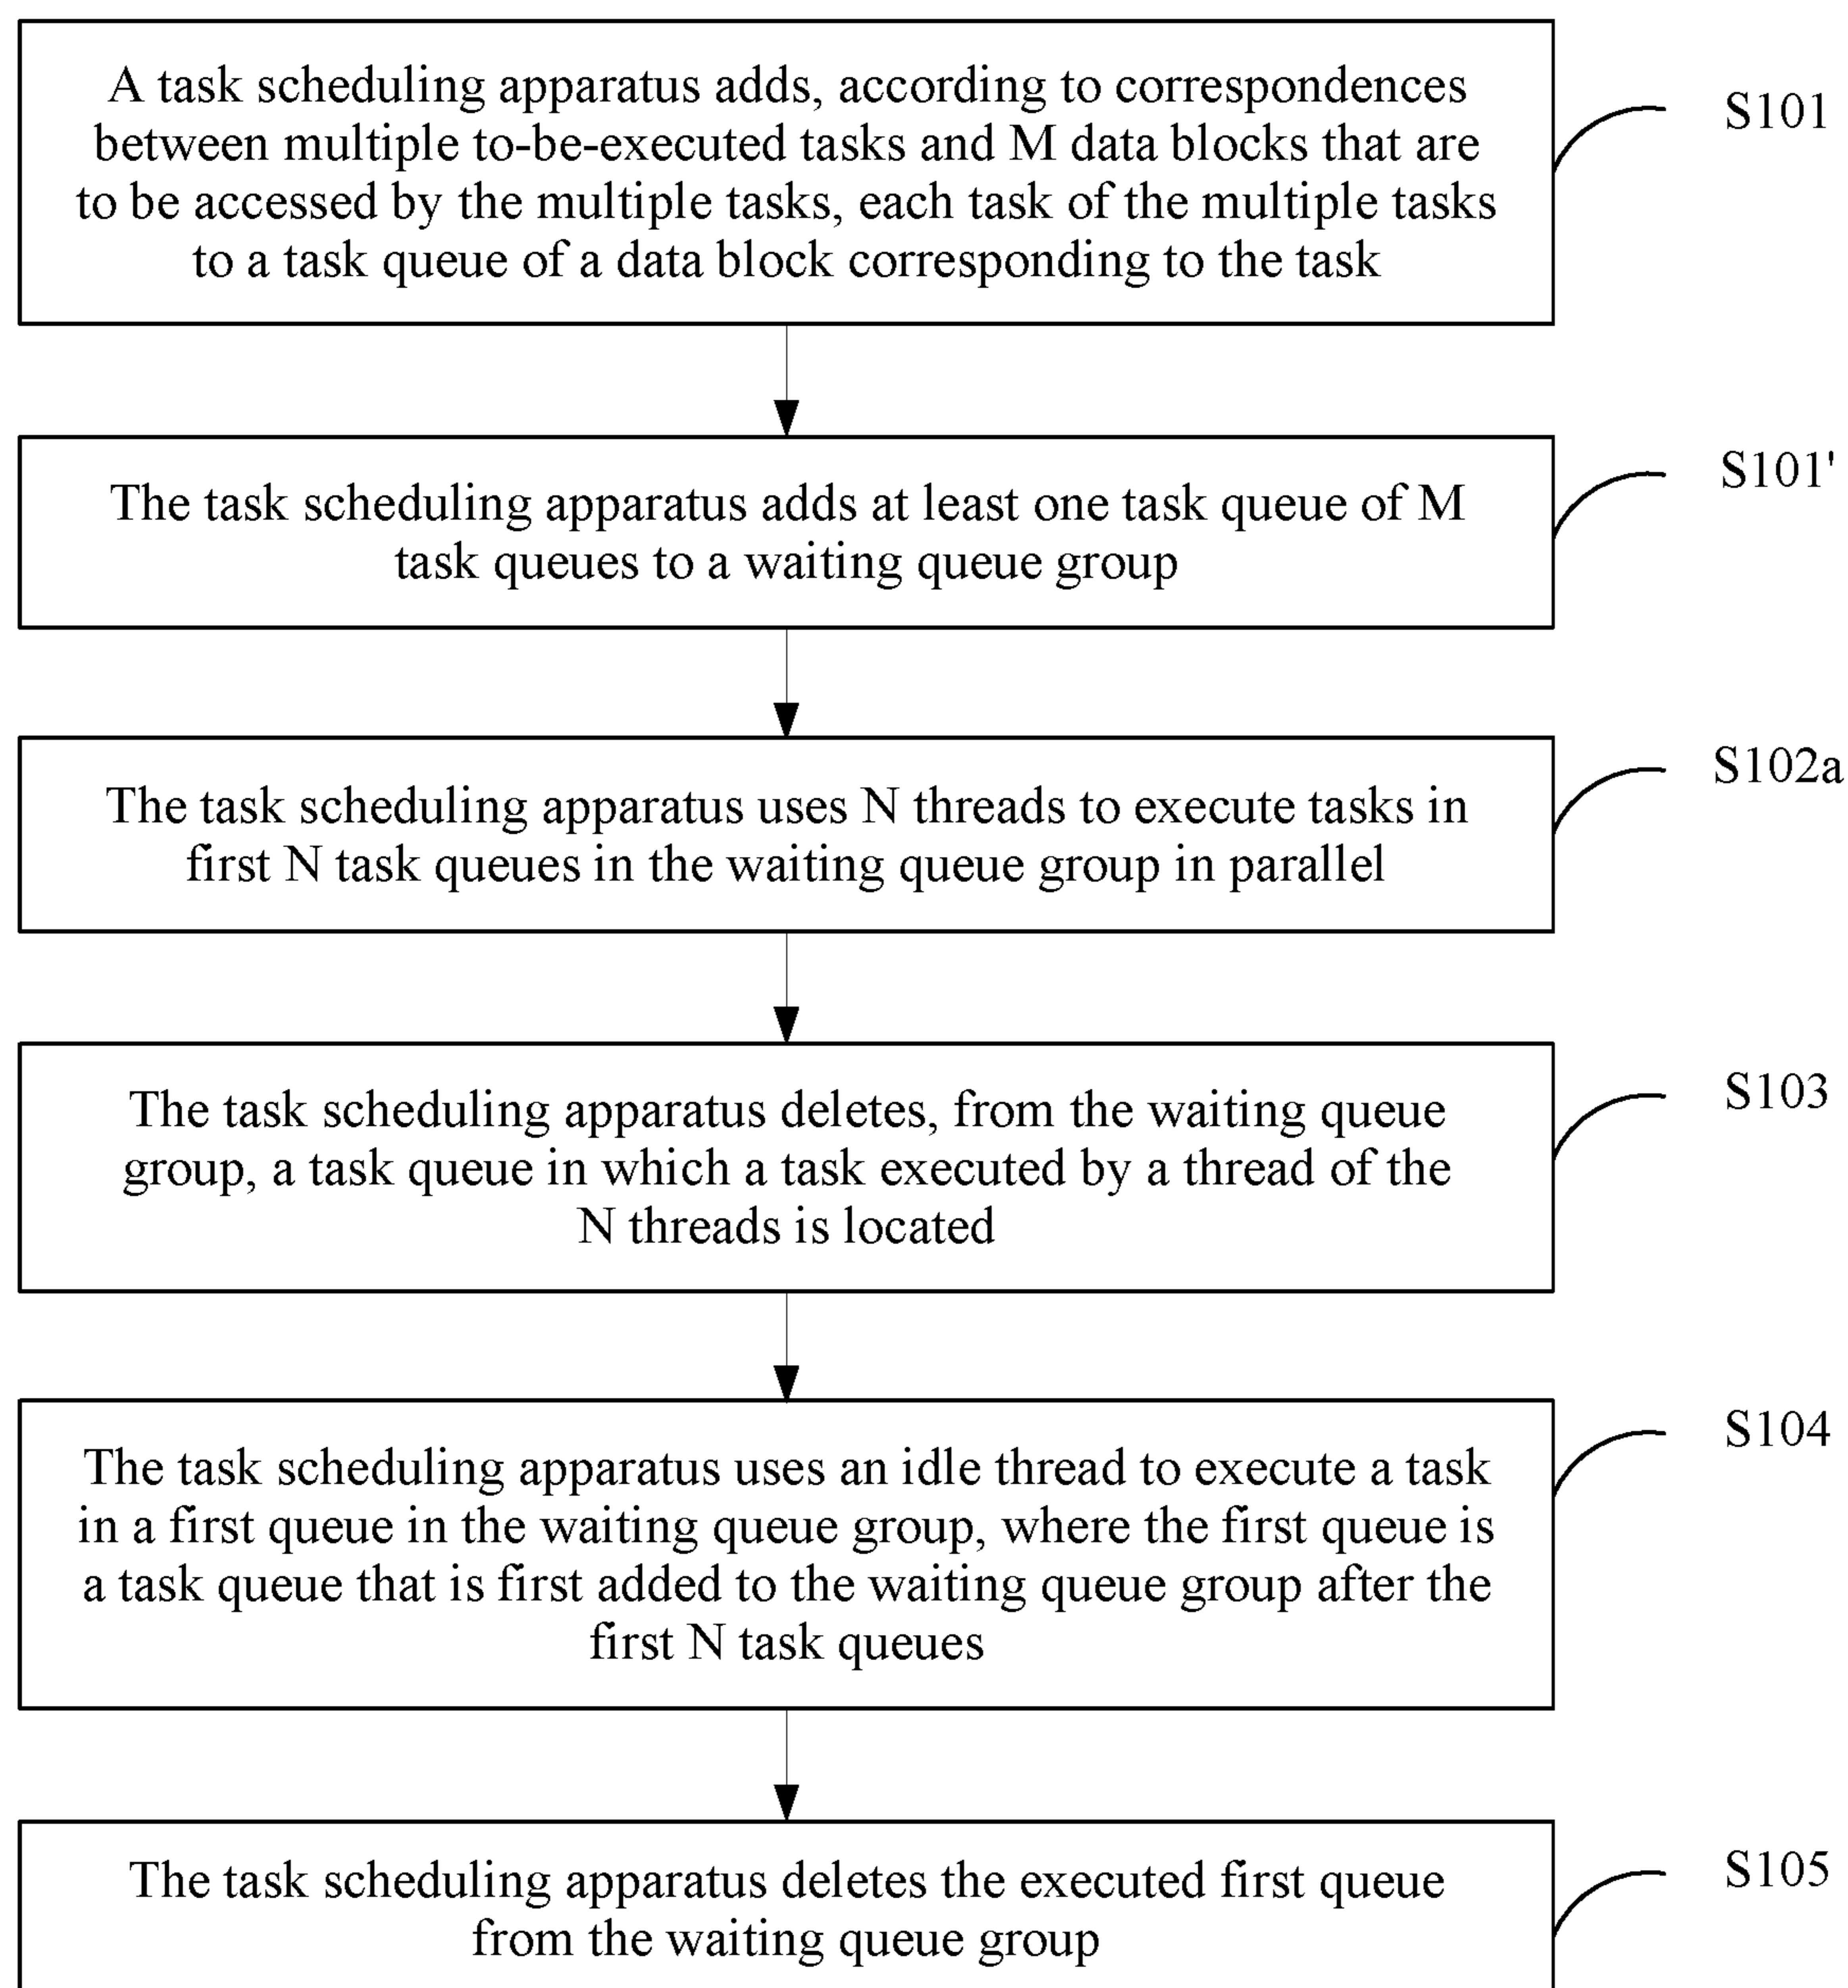 A task scheduling apparatus adds, according to correspondences
between multiple to-be-executed tasks and M data blocks that are
to be accessed by the multiple tasks, each task of the multiple tasks
to a task queue of a data block corresponding to the task
S101
The task scheduling apparatus adds at least one task queue of M
task queues to a waiting queue group
S101'
The task scheduling apparatus uses N threads to execute tasks in
first N task queues in the waiting queue group in parallel
S102a
The task scheduling apparatus deletes, from the waiting queue
group, a task queue in which a task executed by a thread of the
N threads is located
S103
The task scheduling apparatus uses an idle thread to execute a task
in a first queue in the waiting queue group, where the first queue is
a task queue that is first added to the waiting queue group after the
first N task queues
S104
The task scheduling apparatus deletes the executed first queue
from the waiting queue group
S105